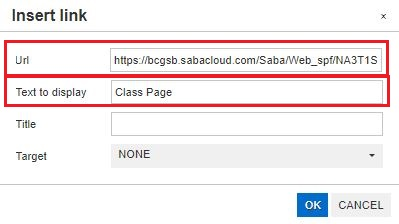 Insert link ×
Url https://bcgsb.sabacloud.com/Saba/Web_spf/NA3T1S
Text to display Class Page
Title
Target NONE
OK CANCEL